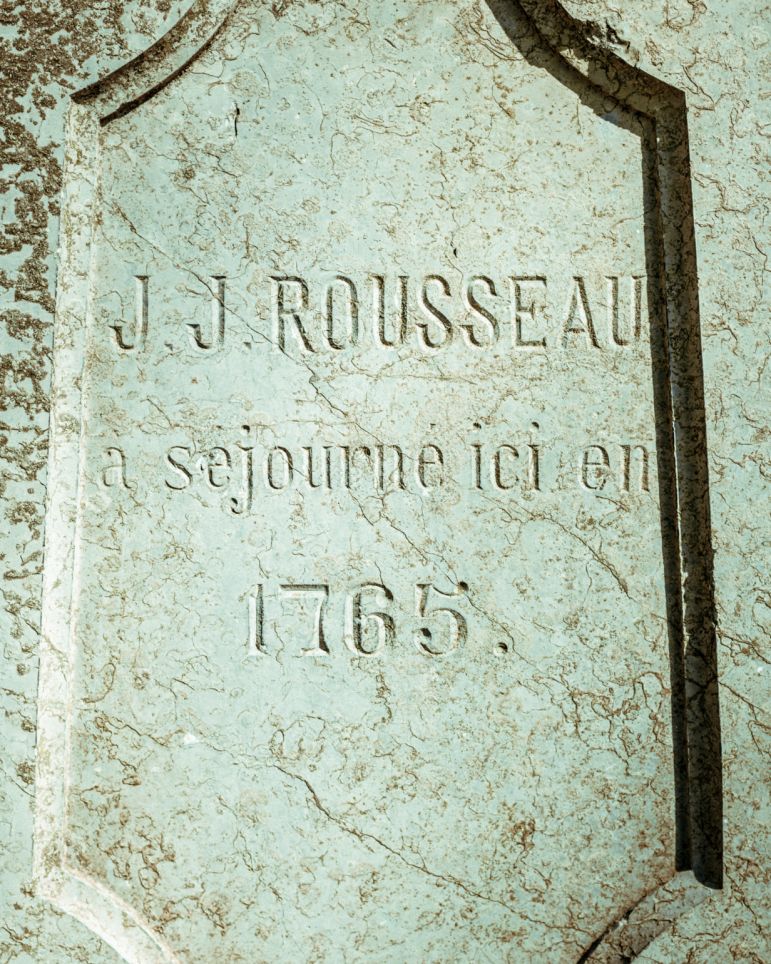 J.J.ROUSSEAU
a séjourné ici en
1765.